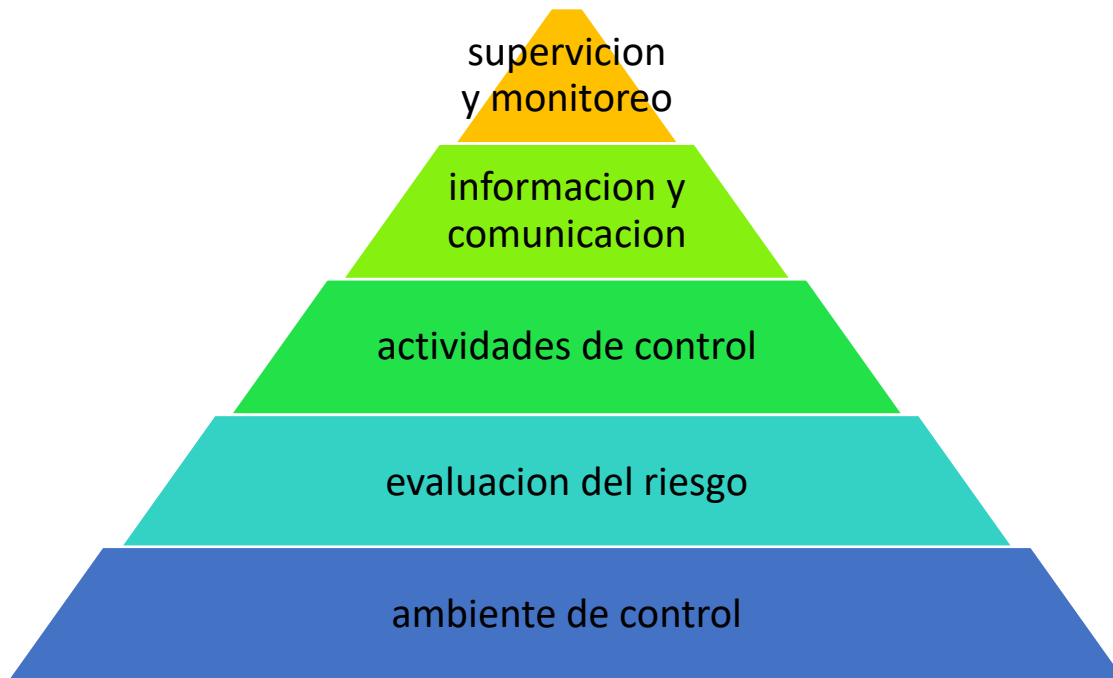 supervicion
y monitoreo
informacion y
comunicacion
actividades de control
evaluacion del riesgo
ambiente de control